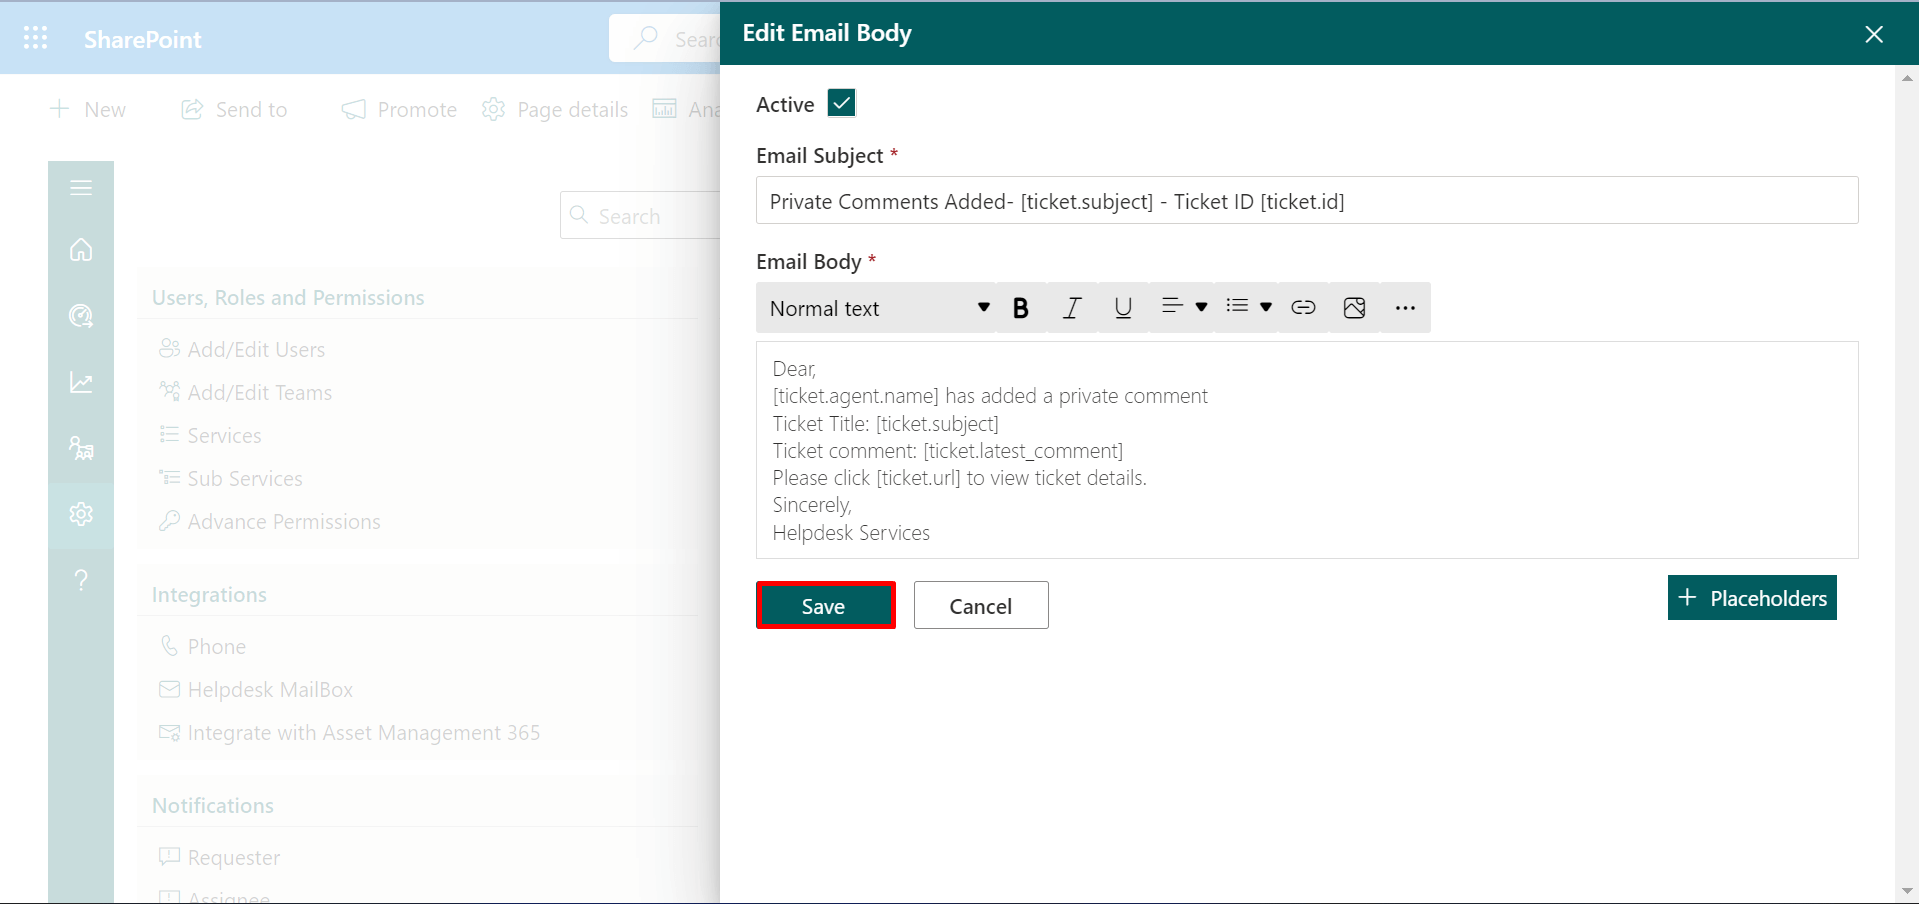 SharePoint
Sear
New
Send to
Promote
Page details
Ana
Search
Users, Roles and Permissions
Add/Edit Users
Add/Edit Teams
Services
Sub Services
Advance Permissions
Integrations
Phone
Helpdesk MailBox
Integrate with Asset Management 365
Notifications
Requester
Assignee
Edit Email Body
Active
Email Subject *
Private Comments Added- [ticket.subject] - Ticket ID [ticket.id]
Email Body *
Normal text
B I U
Dear,
[ticket.agent.name] has added a private comment
Ticket Title: [ticket.subject]
Ticket comment: [ticket.latest_comment]
Please click [ticket.url] to view ticket details.
Sincerely,
Helpdesk Services
Save
Cancel
+ Placeholders